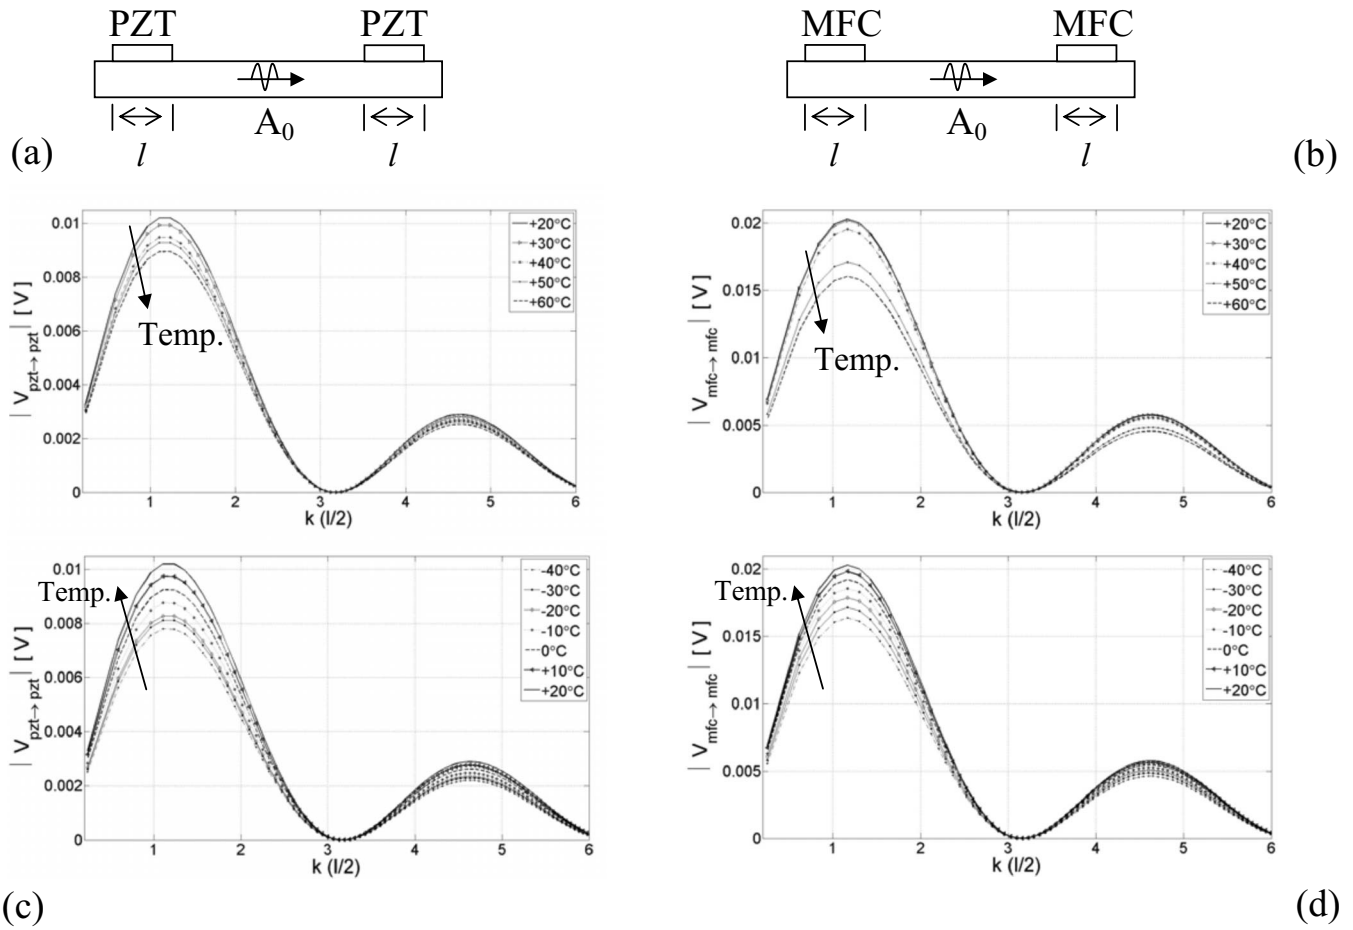 PZT PZT
A₀
l l
(a)
MFC MFC
A₀
l l
(b)
| V pzt→ pzt | [ V]
0.01
0.008
0.006
0.004
0.002
0
+20°C
+30°C
+40°C
+50°C
+60°C
Temp.
1 2 3 4 5 6
k (l/2)
| V mfc→ mfc | [ V]
0.02
0.015
0.01
0.005
0
+20°C
+30°C
+40°C
+50°C
+60°C
Temp.
1 2 3 4 5 6
k (l/2)
| V pzt→ pzt | [ V]
0.01
0.008
0.006
0.004
0.002
0
Temp.
-40°C
-30°C
-20°C
-10°C
0°C
+10°C
+20°C
1 2 3 4 5 6
k (l/2)
(c)
| V mfc→ mfc | [ V]
0.02
0.015
0.01
0.005
0
Temp.
-40°C
-30°C
-20°C
-10°C
0°C
+10°C
+20°C
1 2 3 4 5 6
k (l/2)
(d)